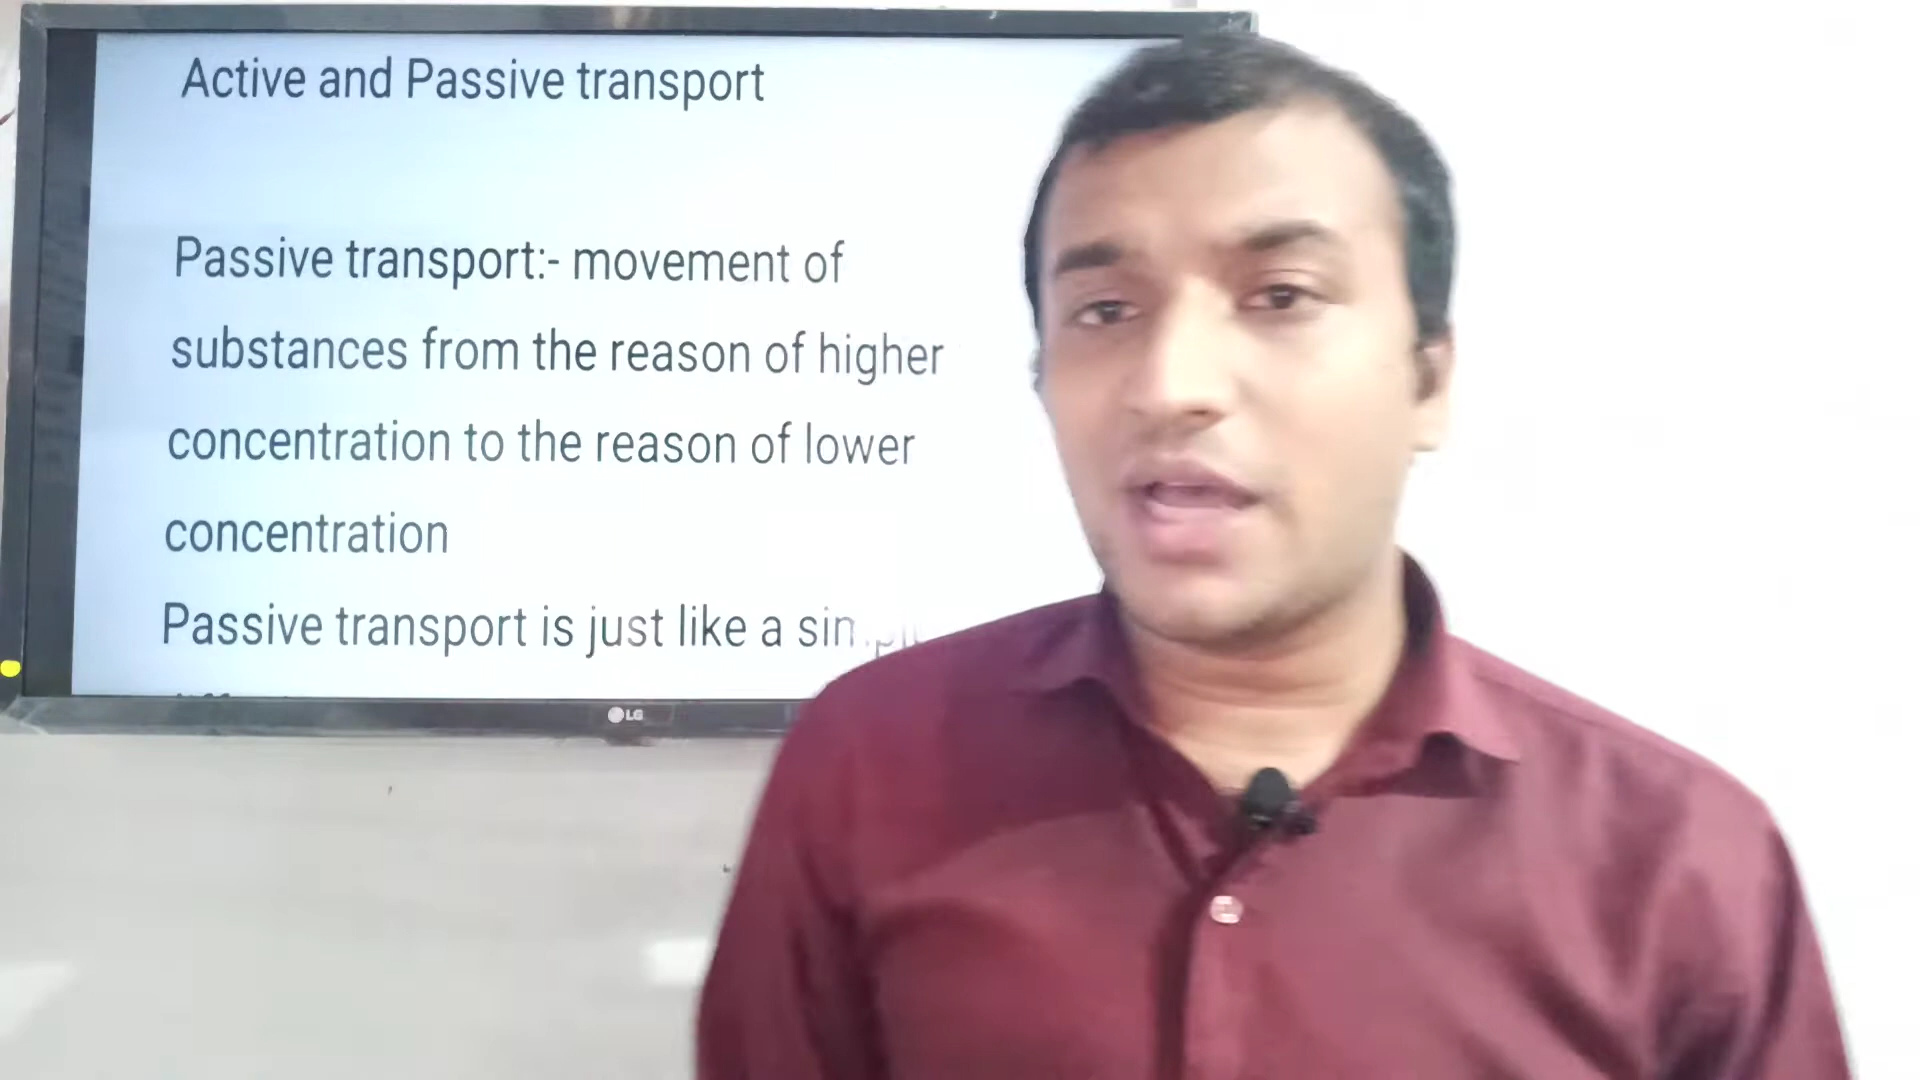 Active and Passive transport
Passive transport:- movement of
substances from the reason of higher
concentration to the reason of lower
concentration
Passive transport is just like a
LG